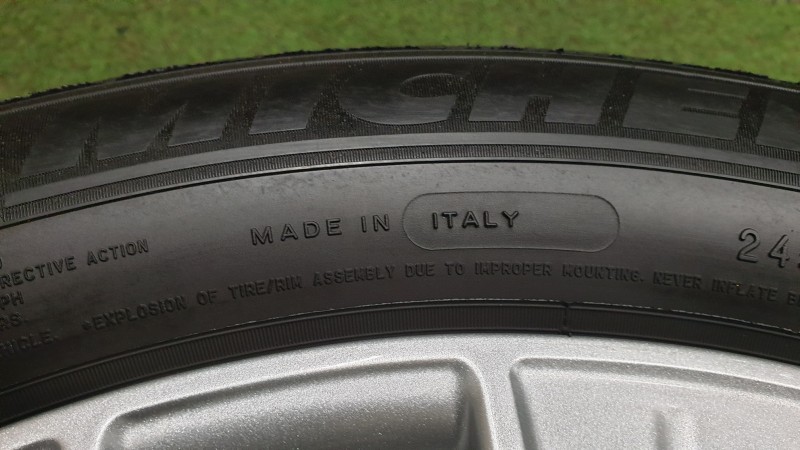 MICHE
MADE IN ITALY
24
RECTIVE ACTION
PH
RS.
HICLE. •EXPLOSION OF TIRE/RIM ASSEMBLY DUE TO IMPROPER MOUNTING. NEVER INFLATE B